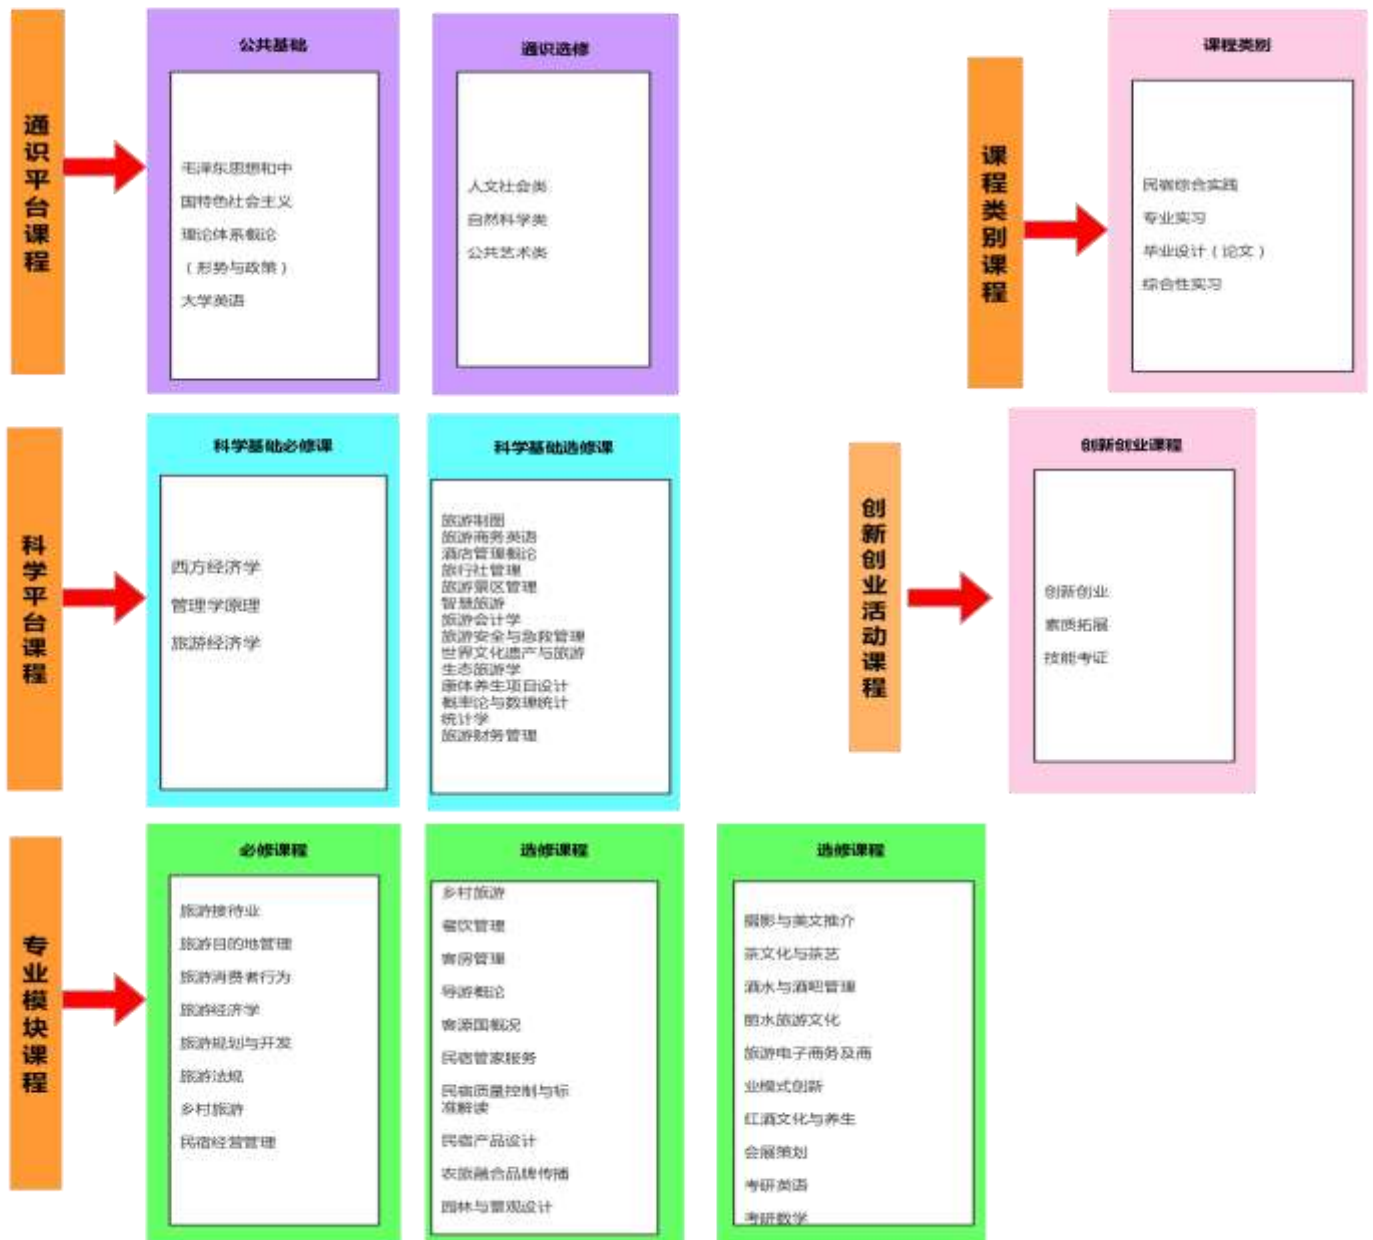 通识平台课程
公共基础
毛泽东思想和中
国特色社会主义
理论体系概论
（形势与政策）
大学英语
通识选修
人文社会类
自然科学类
公共艺术类
课程类别课程
课程类别
民宿综合实践
专业实习
毕业设计（论文）
综合性实习
科学平台课程
科学基础必修课
西方经济学
管理学原理
旅游经济学
科学基础选修课
旅游制图
旅游商务英语
酒店管理概论
旅行社管理
旅游景区管理
智慧旅游
旅游会计学
旅游安全与急救管理
世界文化遗产与旅游
生态旅游学
康体养生项目设计
概率论与数理统计
统计学
旅游财务管理
创新创业活动课程
创新创业课程
创新创业
素质拓展
技能考证
专业模块课程
必修课程
旅游接待业
旅游目的地管理
旅游消费者行为
旅游经济学
旅游规划与开发
旅游法规
乡村旅游
民宿经营管理
选修课程
乡村旅游
餐饮管理
客房管理
导游概论
客源国概况
民宿管家服务
民宿质量控制与标
准解读
民宿产品设计
农旅融合品牌传播
园林与景观设计
选修课程
摄影与美文推介
茶文化与茶艺
酒水与酒吧管理
丽水旅游文化
旅游电子商务及商
业模式创新
红酒文化与养生
会展策划
考研英语
考研数学